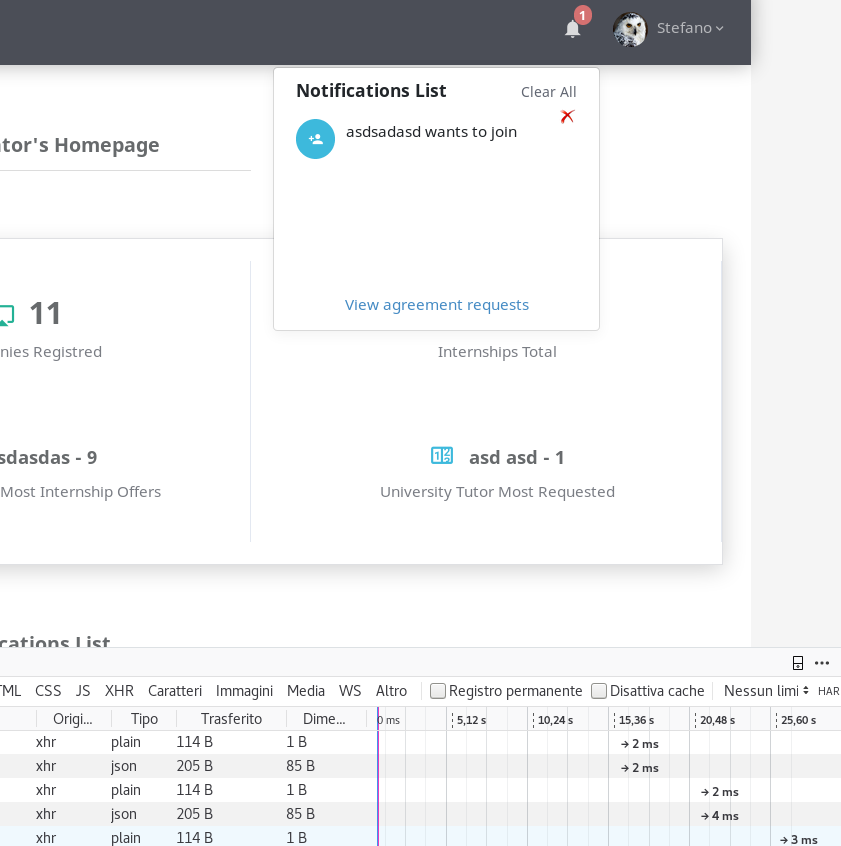 1
Stefano
Notifications List
Clear All
asdsadasd wants to join
View agreement requests
tor's Homepage
11
nies Registred
Internships Total
sdasdas - 9
asd asd - 1
Most Internship Offers
University Tutor Most Requested
cations List
TML CSS JS XHR Caratteri Immagini Media WS Altro Registro permanente Disattiva cache Nessun limi HAR
Origi... Tipo Trasferito Dime... 0 ms 5,12 s 10,24 s 15,36 s 20,48 s 25,60 s
xhr plain 114 B 1 B → 2 ms
xhr json 205 B 85 B → 2 ms
xhr plain 114 B 1 B → 2 ms
xhr json 205 B 85 B → 4 ms
xhr plain 114 B 1 B → 3 ms